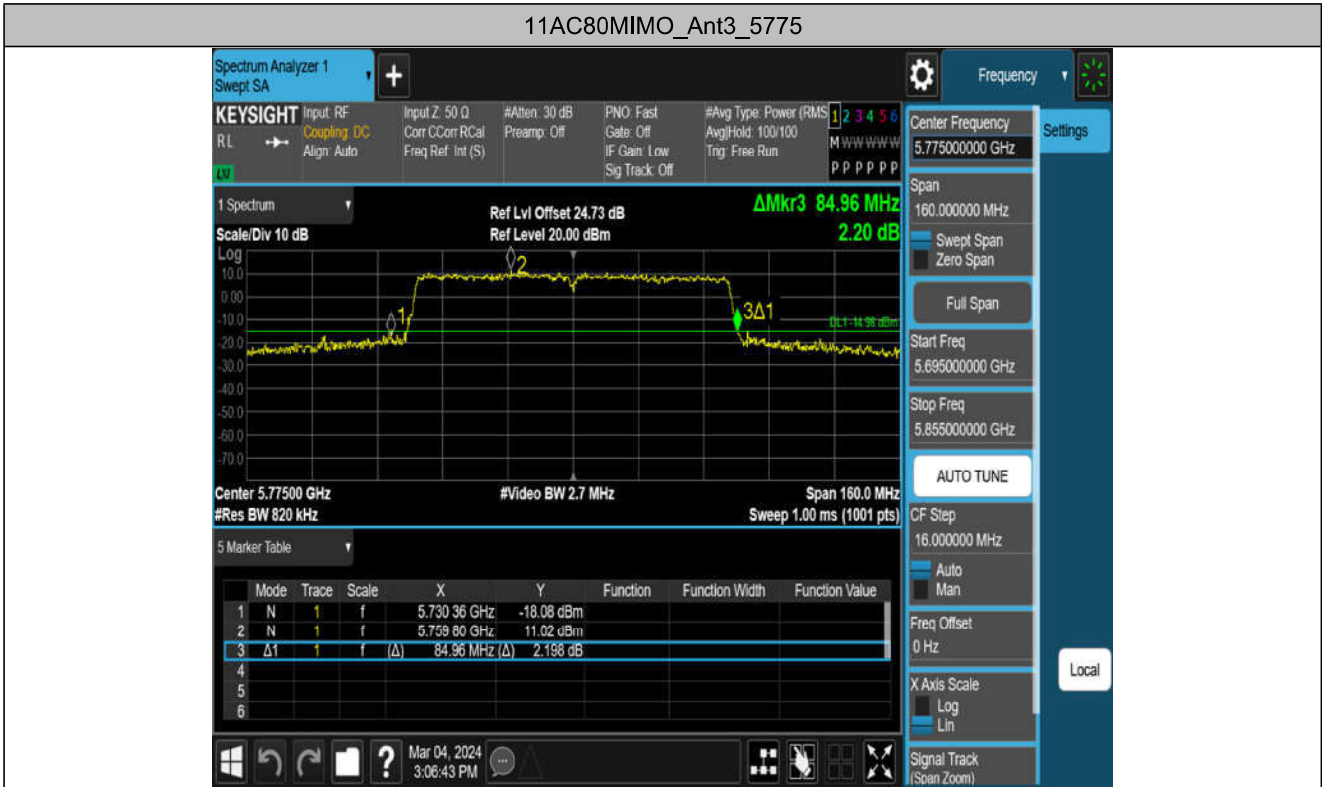 11AC80MIMO_Ant3_5775
Spectrum Analyzer 1
Swept SA
Frequency
KEYSIGHT
RL
Input: RF
Coupling: DC
Align: Auto
Input Z: 50 Ω
Corr CCorr RCal
Freq Ref: Int (S)
#Atten: 30 dB
Preamp: Off
PNO: Fast
Gate: Off
IF Gain: Low
Sig Track: Off
#Avg Type: Power (RMS
Avg|Hold: 100/100
Trig: Free Run
1 2 3 4 5 6
M W W W W W
P P P P P P
Center Frequency
5.775000000 GHz
Settings
Span
160.000000 MHz
Swept Span
Zero Span
Full Span
Start Freq
5.695000000 GHz
Stop Freq
5.855000000 GHz
AUTO TUNE
CF Step
16.000000 MHz
Auto
Man
Freq Offset
0 Hz
X Axis Scale
Log
Lin
Signal Track
(Span Zoom)
Local
1 Spectrum
Scale/Div 10 dB
Ref Lvl Offset 24.73 dB
Ref Level 20.00 dBm
ΔMkr3 84.96 MHz
2.20 dB
Log
10.0
0.00
-10.0
-20.0
-30.0
-40.0
-50.0
-60.0
-70.0
1
2
3Δ1
DL1 -14.98 dBm
Center 5.77500 GHz
#Video BW 2.7 MHz
Span 160.0 MHz
#Res BW 820 kHz
Sweep 1.00 ms (1001 pts)
5 Marker Table
Mode Trace Scale X Y Function Function Width Function Value
1 N 1 f 5.730 36 GHz -18.08 dBm
2 N 1 f 5.759 80 GHz 11.02 dBm
3 Δ1 1 f (Δ) 84.96 MHz (Δ) 2.198 dB
4
5
6
Mar 04, 2024
3:06:43 PM